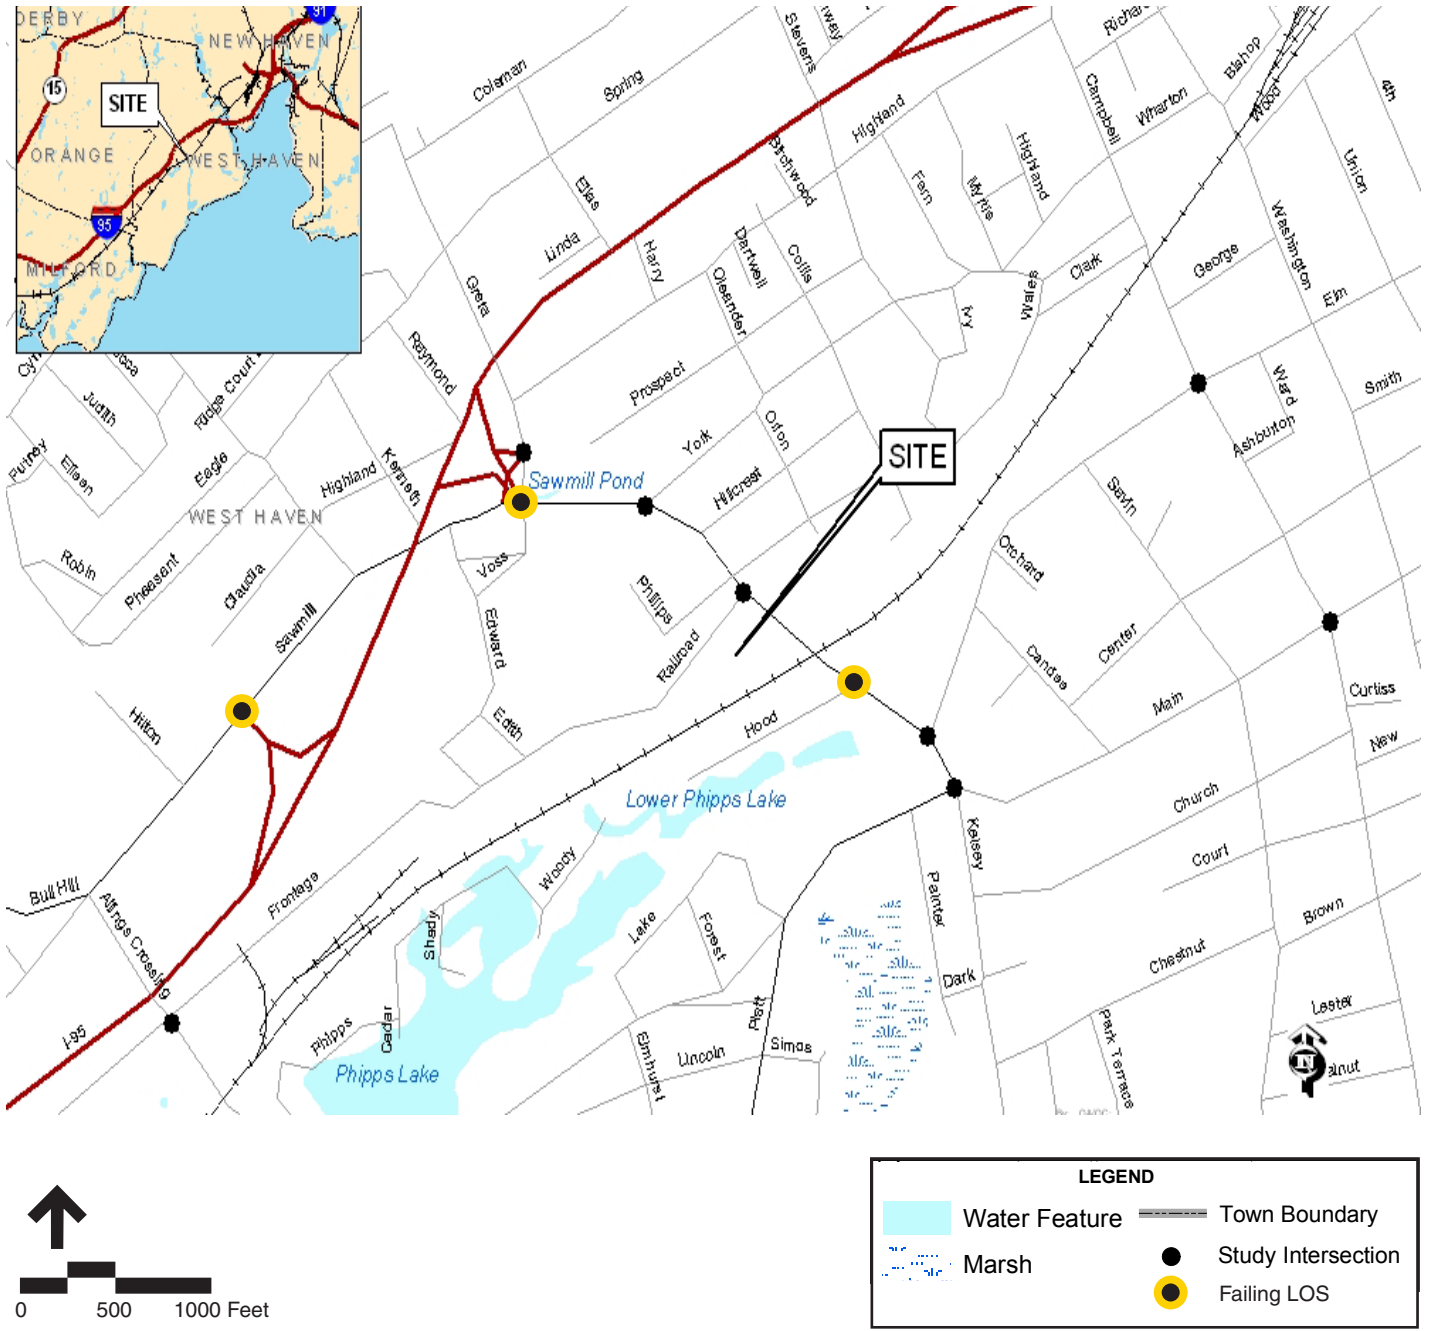 DERBY
91
NEW HAVEN
15
SITE
ORANGE
WEST HAVEN
95
MILFORD
Coleman
Spring
Stevens
Richard
Bishop
Campbell
Wharton
Wood
4th
Highland
Birchwood
Highland
Union
Elias
Linda
Harry
Dartwell
Collis
Oleander
Fern
Myrtle
Clark
Wales
Ivy
George
Washington
Elm
Greta
Raymond
Prospect
York
Orlon
Hillcrest
Ward
Smith
Ashburton
Judith
Ridge Court
Putney
Eileen
Eagle
Highland
Kenneth
SITE
Sawmill Pond
WEST HAVEN
Savin
Orchard
Robin
Pheasant
Claudia
Sawmill
Voss
Phillips
Edward
Railroad
Candee
Center
Main
Curtiss
New
Hilton
Edith
Hood
Lower Phipps Lake
Church
Kelsey
Court
Bull Hill
Allings Crossing
Frontage
Woody
Painter
Shady
Lake
Forest
Brown
Chestnut
Dark
I-95
Phipps
Cedar
Platt
Elmhurst
Lincoln
Simos
Park Terrace
Lester
N
alnut
Phipps Lake
0 500 1000 Feet
LEGEND
Water Feature
Town Boundary
Marsh
Study Intersection
Failing LOS